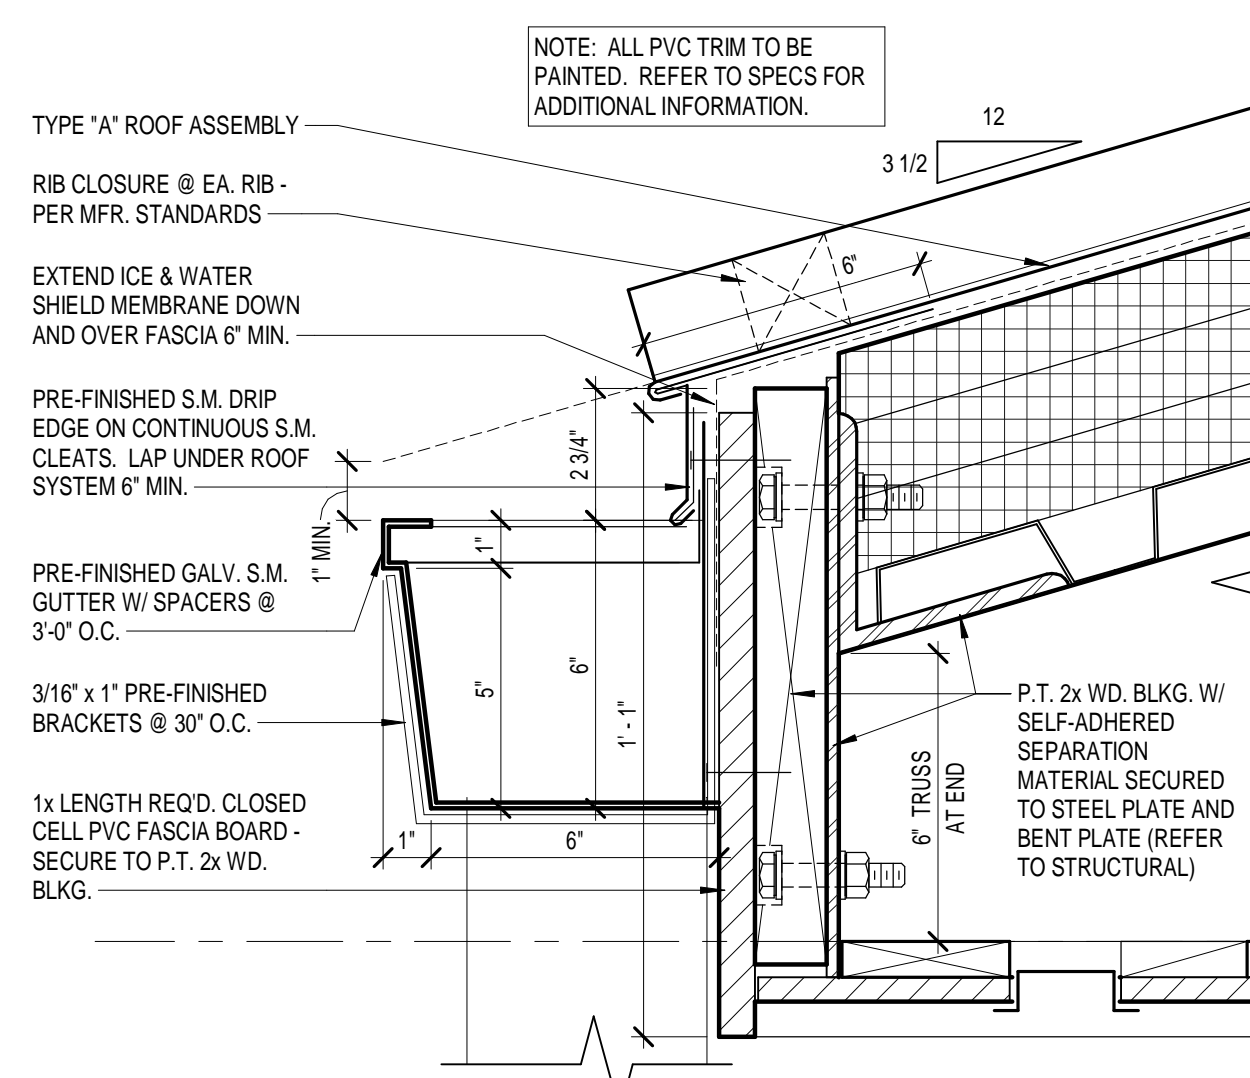 NOTE: ALL PVC TRIM TO BE
PAINTED. REFER TO SPECS FOR
ADDITIONAL INFORMATION.
TYPE "A" ROOF ASSEMBLY
12
3 1/2
RIB CLOSURE @ EA. RIB -
PER MFR. STANDARDS
6"
EXTEND ICE & WATER
SHIELD MEMBRANE DOWN
AND OVER FASCIA 6" MIN.
PRE-FINISHED S.M. DRIP
EDGE ON CONTINUOUS S.M.
CLEATS. LAP UNDER ROOF
SYSTEM 6" MIN.
2 3/4"
1" MIN.
1"
PRE-FINISHED GALV. S.M.
GUTTER W/ SPACERS @
3'-0" O.C.
5"
6"
1' - 1"
3/16" x 1" PRE-FINISHED
BRACKETS @ 30" O.C.
1"
6"
1x LENGTH REQ'D. CLOSED
CELL PVC FASCIA BOARD -
SECURE TO P.T. 2x WD.
BLKG.
6" TRUSS
AT END
P.T. 2x WD. BLKG. W/
SELF-ADHERED
SEPARATION
MATERIAL SECURED
TO STEEL PLATE AND
BENT PLATE (REFER
TO STRUCTURAL)